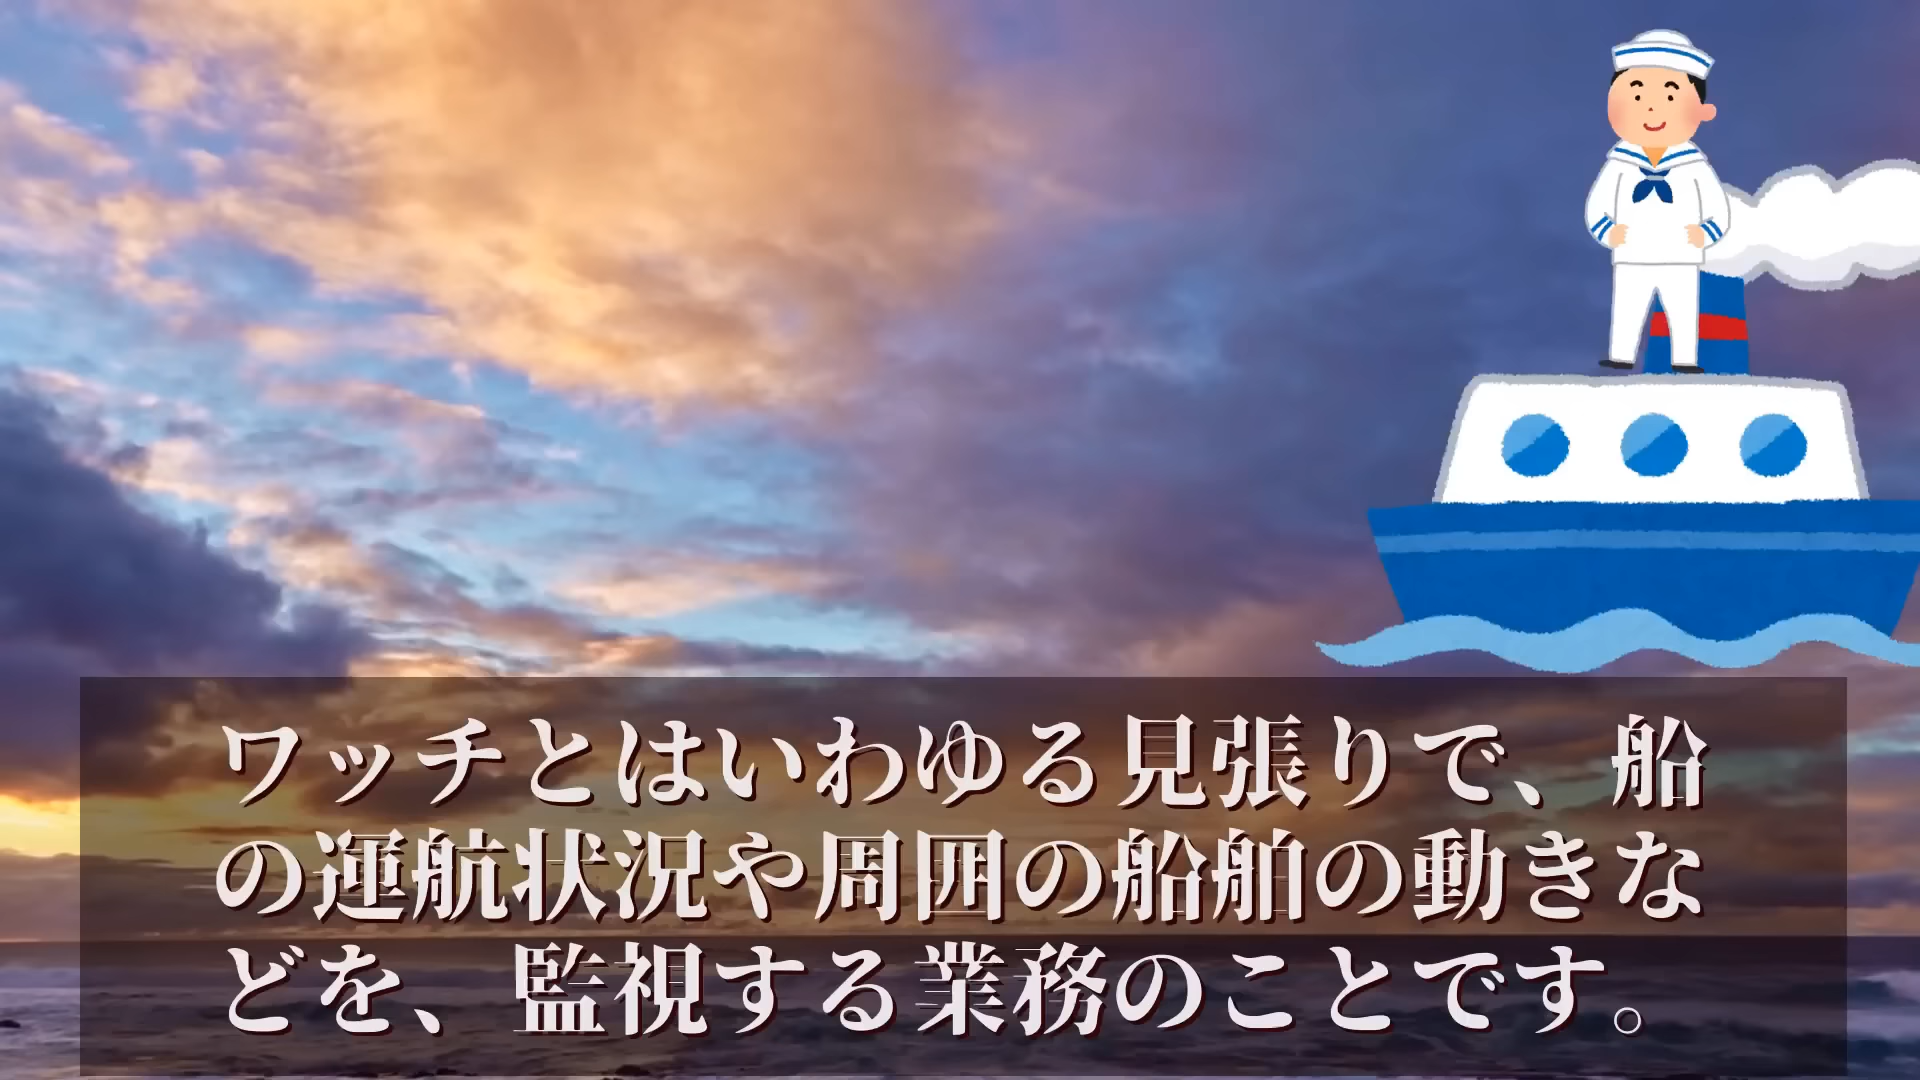 ワッチとはいわゆる見張りで、船
の運航状況や周囲の船舶の動きな
どを、監視する業務のことです。